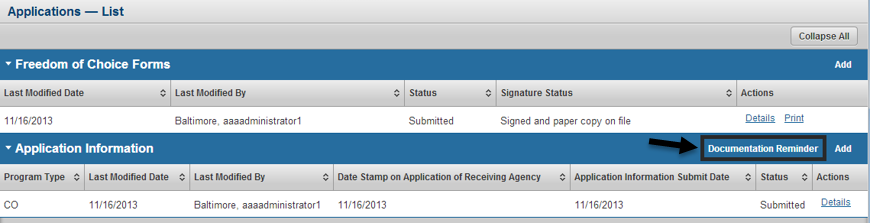 Applications — List
Collapse All
Freedom of Choice Forms Add
Last Modified Date Last Modified By Status Signature Status Actions
11/16/2013 Baltimore, aaaadministrator1 Submitted Signed and paper copy on file Details Print
Application Information Documentation Reminder Add
Program Type Last Modified Date Last Modified By Date Stamp on Application of Receiving Agency Application Information Submit Date Status Actions
CO 11/16/2013 Baltimore, aaaadministrator1 11/16/2013 11/16/2013 Submitted Details